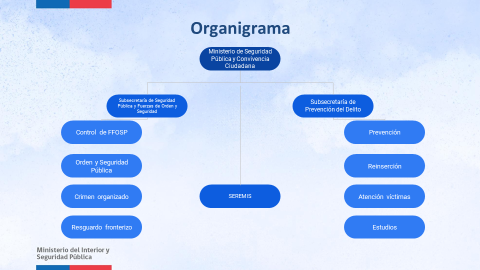 Organigrama
Ministerio de Seguridad
Pública y Convivencia
Ciudadana
Subsecretaría de Seguridad
Pública y Fuerzas de Orden y
Seguridad
Subsecretaría de
Prevención del Delito
Control de FFOSP
Prevención
Orden y Seguridad
Pública
Reinserción
Crimen organizado
SEREMIS
Atención víctimas
Resguardo fronterizo
Estudios
Ministerio del Interior y
Seguridad Pública